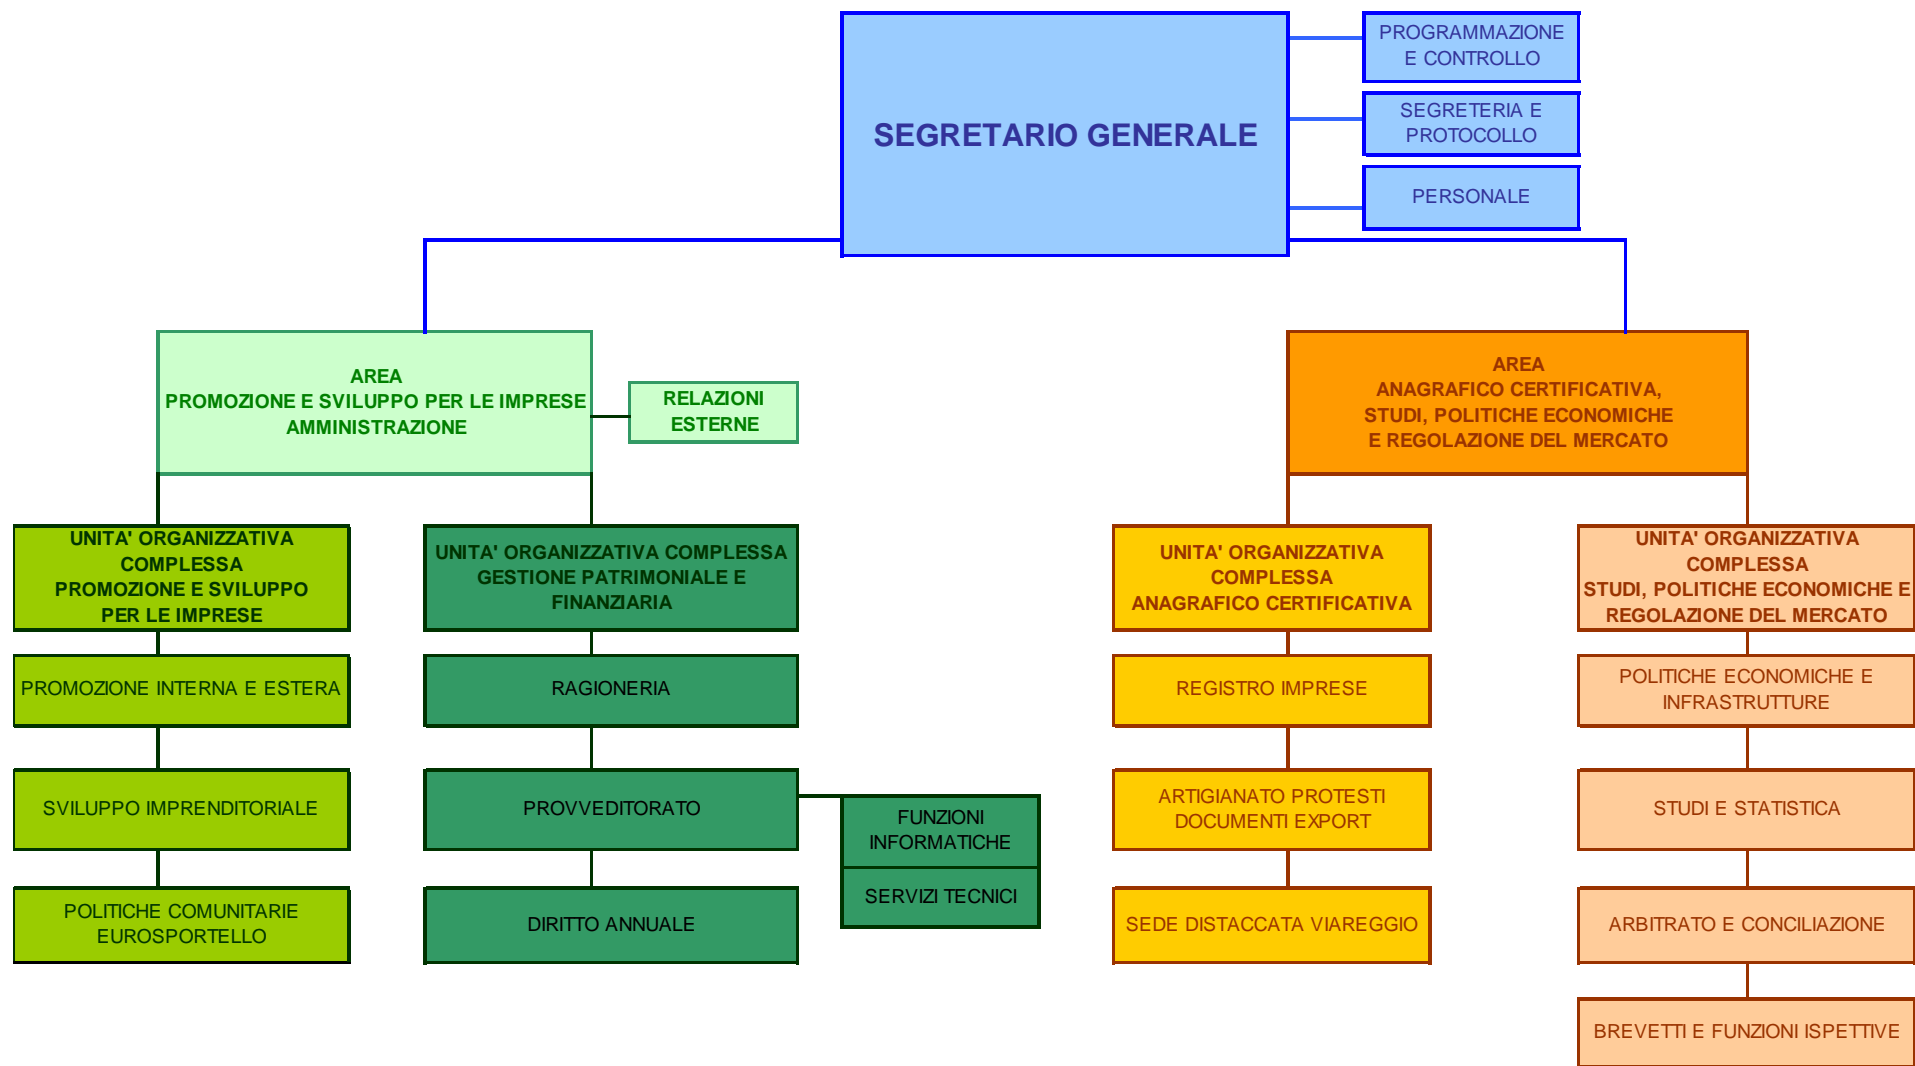 SEGRETARIO GENERALE
PROGRAMMAZIONE
E CONTROLLO
SEGRETERIA E
PROTOCOLLO
PERSONALE
AREA
PROMOZIONE E SVILUPPO PER LE IMPRESE
AMMINISTRAZIONE
RELAZIONI
ESTERNE
AREA
ANAGRAFICO CERTIFICATIVA,
STUDI, POLITICHE ECONOMICHE
E REGOLAZIONE DEL MERCATO
UNITA' ORGANIZZATIVA
COMPLESSA
PROMOZIONE E SVILUPPO
PER LE IMPRESE
PROMOZIONE INTERNA E ESTERA
SVILUPPO IMPRENDITORIALE
POLITICHE COMUNITARIE
EUROSPORTELLO
UNITA' ORGANIZZATIVA COMPLESSA
GESTIONE PATRIMONIALE E
FINANZIARIA
RAGIONERIA
PROVVEDITORATO
FUNZIONI
INFORMATICHE
SERVIZI TECNICI
DIRITTO ANNUALE
UNITA' ORGANIZZATIVA
COMPLESSA
ANAGRAFICO CERTIFICATIVA
REGISTRO IMPRESE
ARTIGIANATO PROTESTI
DOCUMENTI EXPORT
SEDE DISTACCATA VIAREGGIO
UNITA' ORGANIZZATIVA
COMPLESSA
STUDI, POLITICHE ECONOMICHE E
REGOLAZIONE DEL MERCATO
POLITICHE ECONOMICHE E
INFRASTRUTTURE
STUDI E STATISTICA
ARBITRATO E CONCILIAZIONE
BREVETTI E FUNZIONI ISPETTIVE